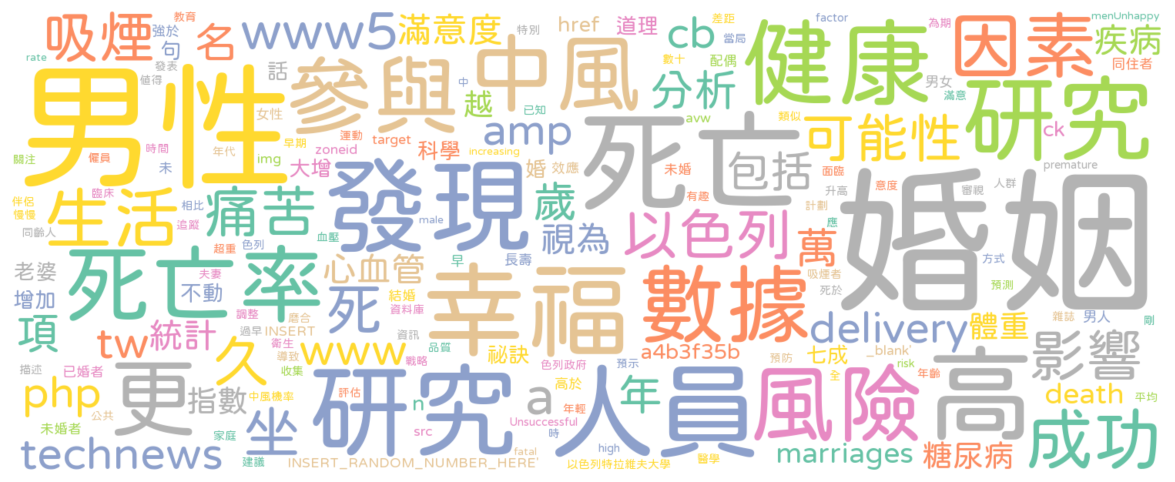 教育
吸煙
強於
句
名
www5
滿意度
特別
href
道理
差距
cb
數十
當局
配偶
factor
為期
menUnhappy
因素
疾病
同住者
rate
發表
值得
話
男性
參與
中
越
中風
分析
健康
男女
滿意
研究
女性
amp
已知
avw
死亡
包括
類似
可能性
ck
關注
僱員
時間
未
年代
早期
img
運動
target
zoneid
大增
科學
increasing
婚
效應
未婚
面臨
意度
premature
伴侶
慢慢
生活
臨床
相比
追蹤
痛苦
發現
歲
有趣
升高
計劃
審視
人群
應
同齡人
超重
色列
血壓
male
視為
以色列
萬
婚姻
老婆
死亡率
夫妻
心血管
早
長壽
幸福
數據
吸煙者
死於
方式
預測
增加
不動
死
結婚
資料庫
delivery
體重
雜誌
男人
剛
項
tw
統計
調整
過早
INSERT
磨合
資訊
www
品質
祕訣
a4b3f35b
影響
描述
已婚者
久
衛生
導致
收集
戰略
色列政府
預示
預防
七成
_blank'
risk
年齡
php
更
指數
中風機率
評估
研究
人員
高於
年
風險
全
高
death
平均
公共
未婚者
坐
n
a
年輕
Unsuccessful
成功
technews
家庭
建議
src
時
high
marriages
糖尿病
INSERT_RANDOM_NUMBER_HERE'
fatal
以色列特拉維夫大學
醫學